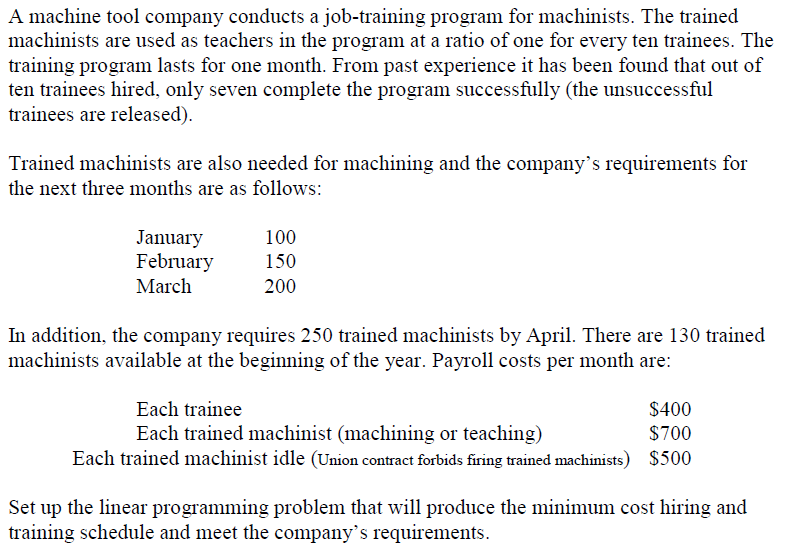 A machine tool company conducts a job-training program for machinists. The trained
machinists are used as teachers in the program at a ratio of one for every ten trainees. The
training program lasts for one month. From past experience it has been found that out of
ten trainees hired, only seven complete the program successfully (the unsuccessful
trainees are released).
Trained machinists are also needed for machining and the company’s requirements for
the next three months are as follows:
January 100
February 150
March 200
In addition, the company requires 250 trained machinists by April. There are 130 trained
machinists available at the beginning of the year. Payroll costs per month are:
Each trainee $400
Each trained machinist (machining or teaching) $700
Each trained machinist idle (Union contract forbids firing trained machinists) $500
Set up the linear programming problem that will produce the minimum cost hiring and
training schedule and meet the company’s requirements.